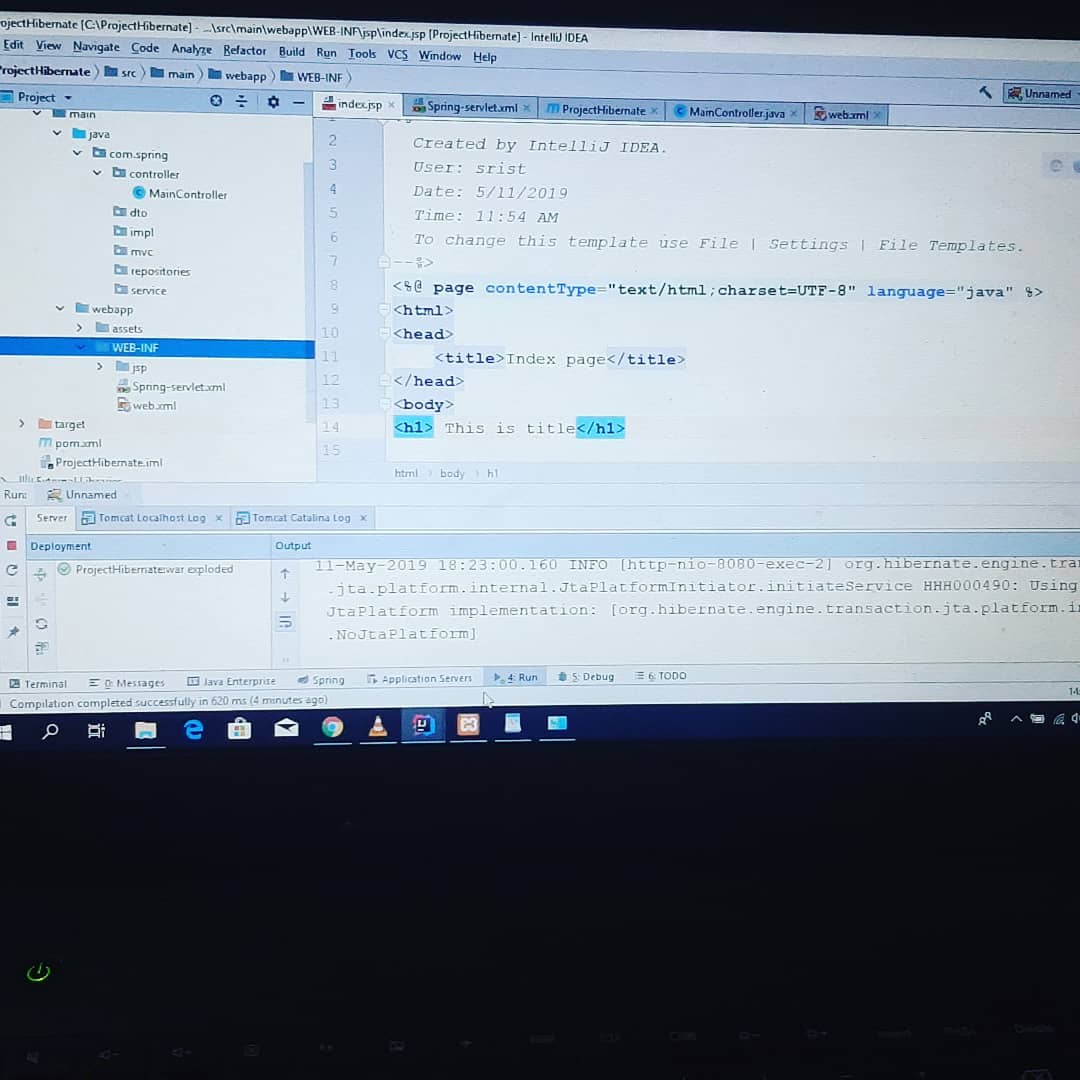 ojectHibernate [C:\ProjectHibernate] - ...\src\main\webapp\WEB-INF\jsp\index.jsp [ProjectHibernate] - IntelliJ IDEA
Edit View Navigate Code Analyze Refactor Build Run Tools VCS Window Help
rojectHibernate src main webapp WEB-INF
Unnamed
Project
index.jsp Spring-servlet.xml ProjectHibernate MainController.java web.xml
main
java
com.spring
controller
MainController
dto
impl
mvc
repositories
service
webapp
assets
WEB-INF
jsp
Spring-servlet.xml
web.xml
target
pom.xml
ProjectHibernate.iml
2 Created by IntelliJ IDEA.
3 User: srist
4 Date: 5/11/2019
5 Time: 11:54 AM
6 To change this template use File | Settings | File Templates.
7 --%>
8 <%@ page contentType="text/html;charset=UTF-8" language="java" %>
9 <html>
10 <head>
11 <title>Index page</title>
12 </head>
13 <body>
14 <h1> This is title</h1>
15
html body h1
Run: Unnamed
Server Tomcat Localhost Log Tomcat Catalina Log
Deployment Output
ProjectHibernate:war exploded
11-May-2019 18:23:00.160 INFO [http-nio-8080-exec-2] org.hibernate.engine.tra
.jta.platform.internal.JtaPlatformInitiator.initiateService HHH000490: Using
JtaPlatform implementation: [org.hibernate.engine.transaction.jta.platform.i
.NoJtaPlatform]
Terminal 0: Messages Java Enterprise Spring Application Servers 4: Run 5: Debug 6: TODO
Compilation completed successfully in 620 ms (4 minutes ago)